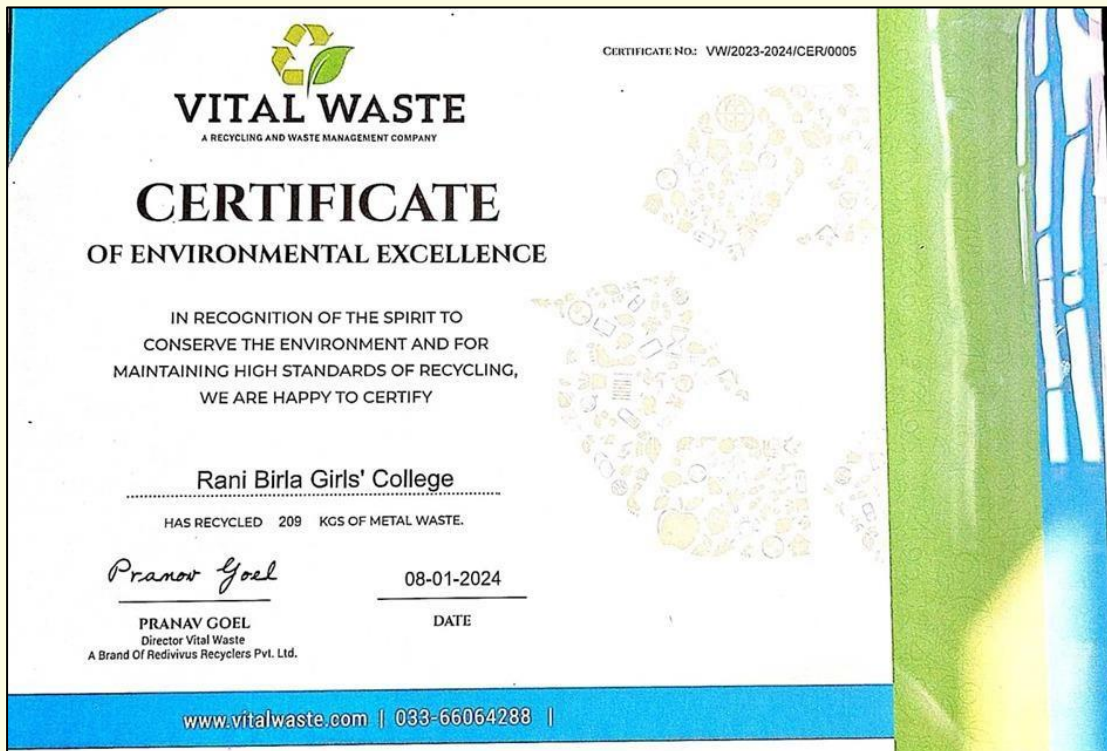 CERTIFICATE NO.: VW/2023-2024/CER/0005
VITAL WASTE
A RECYCLING AND WASTE MANAGEMENT COMPANY
CERTIFICATE
OF ENVIRONMENTAL EXCELLENCE
IN RECOGNITION OF THE SPIRIT TO
CONSERVE THE ENVIRONMENT AND FOR
MAINTAINING HIGH STANDARDS OF RECYCLING,
WE ARE HAPPY TO CERTIFY
Rani Birla Girls' College
HAS RECYCLED 209 KGS OF METAL WASTE.
Pranav Goel
08-01-2024
PRANAV GOEL
DATE
Director Vital Waste
A Brand Of Redivivus Recyclers Pvt. Ltd.
www.vitalwaste.com | 033-66064288 |